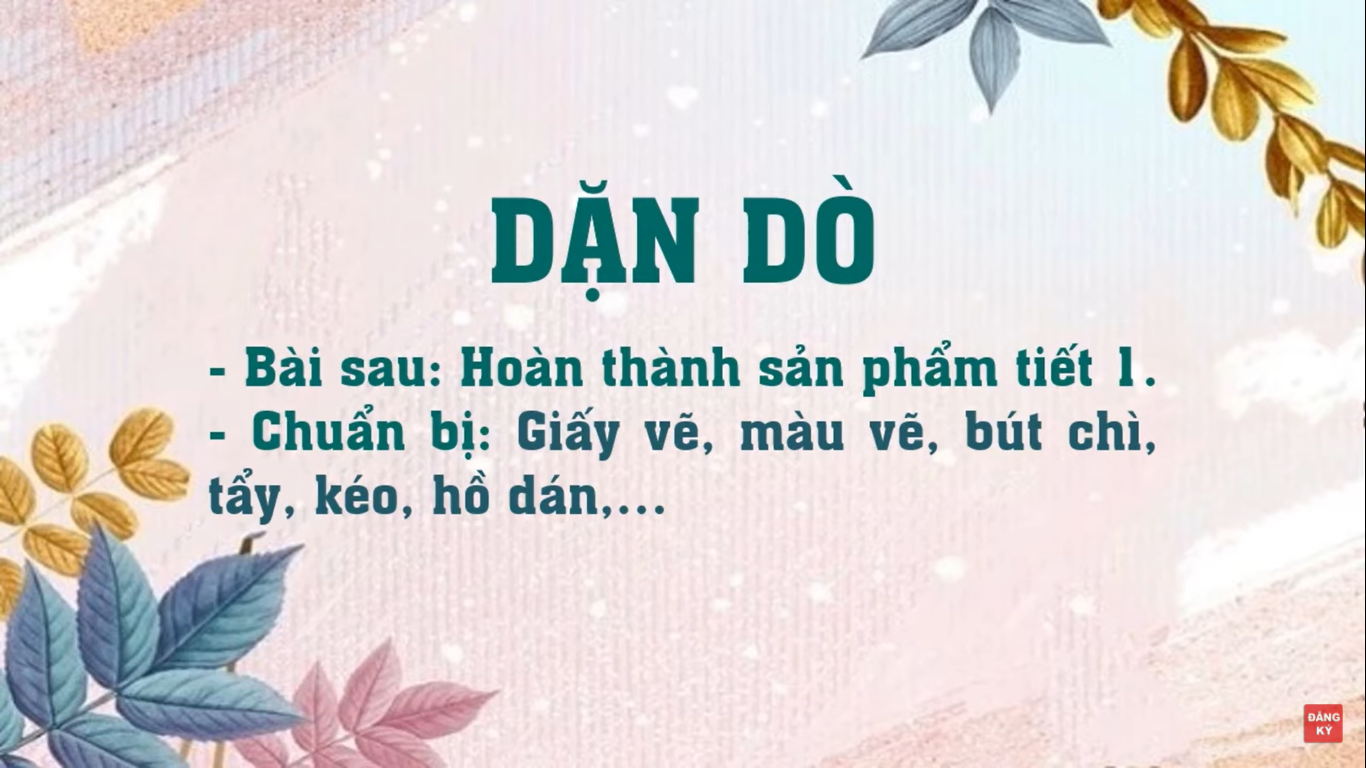 DẶN DÒ
- Bài sau: Hoàn thành sản phẩm tiết 1.
- Chuẩn bị: Giấy vẽ, màu vẽ, bút chì,
tẩy, kéo, hồ dán,...
ĐĂNG
KÝ